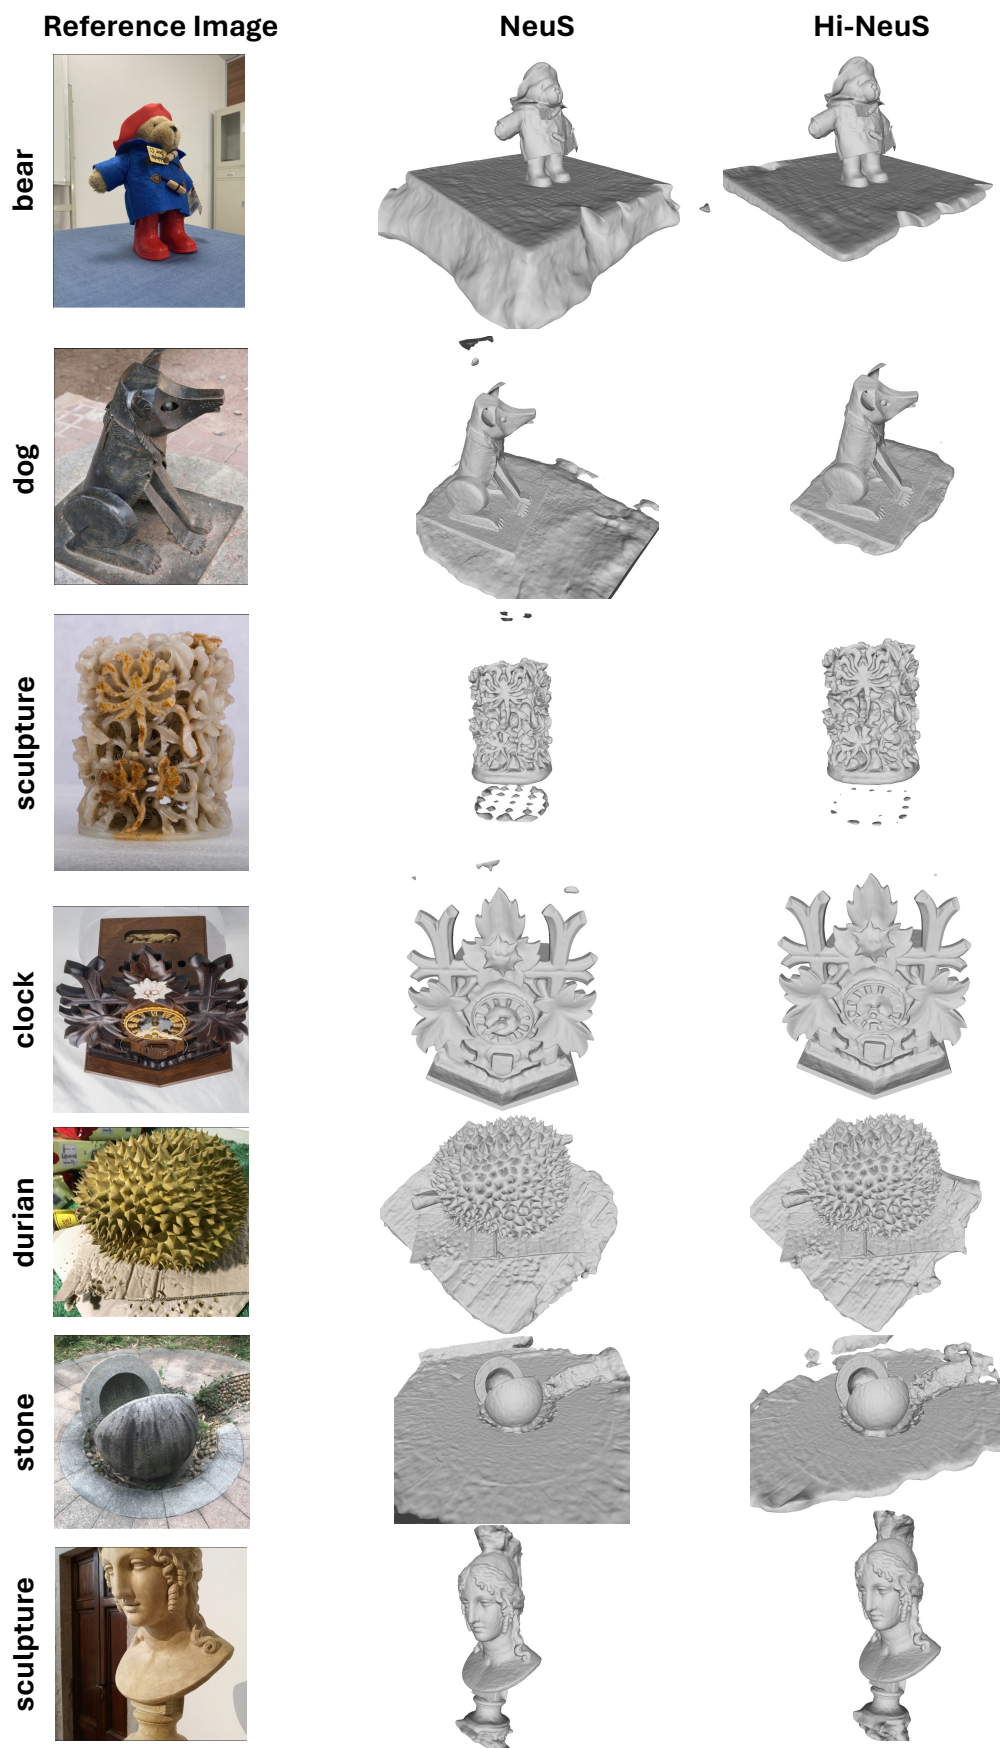 Reference Image NeuS Hi-NeuS
bear
dog
sculpture
clock
durian
stone
sculpture